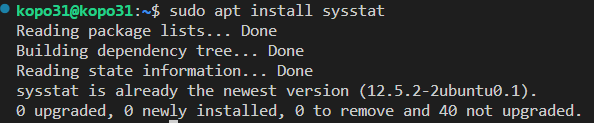 kopo31@kopo31:~$ sudo apt install sysstat
Reading package lists... Done
Building dependency tree... Done
Reading state information... Done
sysstat is already the newest version (12.5.2-2ubuntu0.1).
0 upgraded, 0 newly installed, 0 to remove and 40 not upgraded.